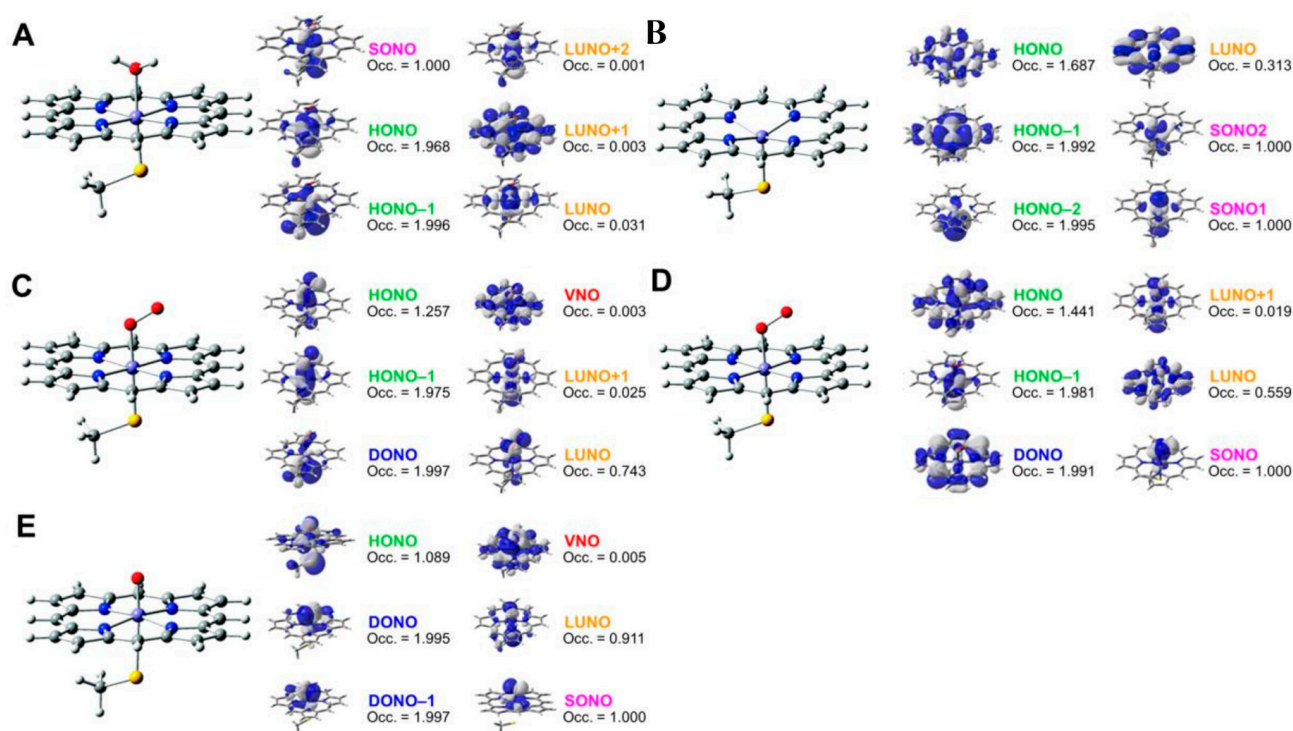 A
SONO
Occ. = 1.000
LUNO+2
Occ. = 0.001
HONO
Occ. = 1.968
LUNO+1
Occ. = 0.003
HONO–1
Occ. = 1.996
LUNO
Occ. = 0.031
B
HONO
Occ. = 1.687
LUNO
Occ. = 0.313
HONO–1
Occ. = 1.992
SONO2
Occ. = 1.000
HONO–2
Occ. = 1.995
SONO1
Occ. = 1.000
C
HONO
Occ. = 1.257
VNO
Occ. = 0.003
HONO–1
Occ. = 1.975
LUNO+1
Occ. = 0.025
DONO
Occ. = 1.997
LUNO
Occ. = 0.743
D
HONO
Occ. = 1.441
LUNO+1
Occ. = 0.019
HONO–1
Occ. = 1.981
LUNO
Occ. = 0.559
DONO
Occ. = 1.991
SONO
Occ. = 1.000
E
HONO
Occ. = 1.089
VNO
Occ. = 0.005
DONO
Occ. = 1.995
LUNO
Occ. = 0.911
DONO–1
Occ. = 1.997
SONO
Occ. = 1.000